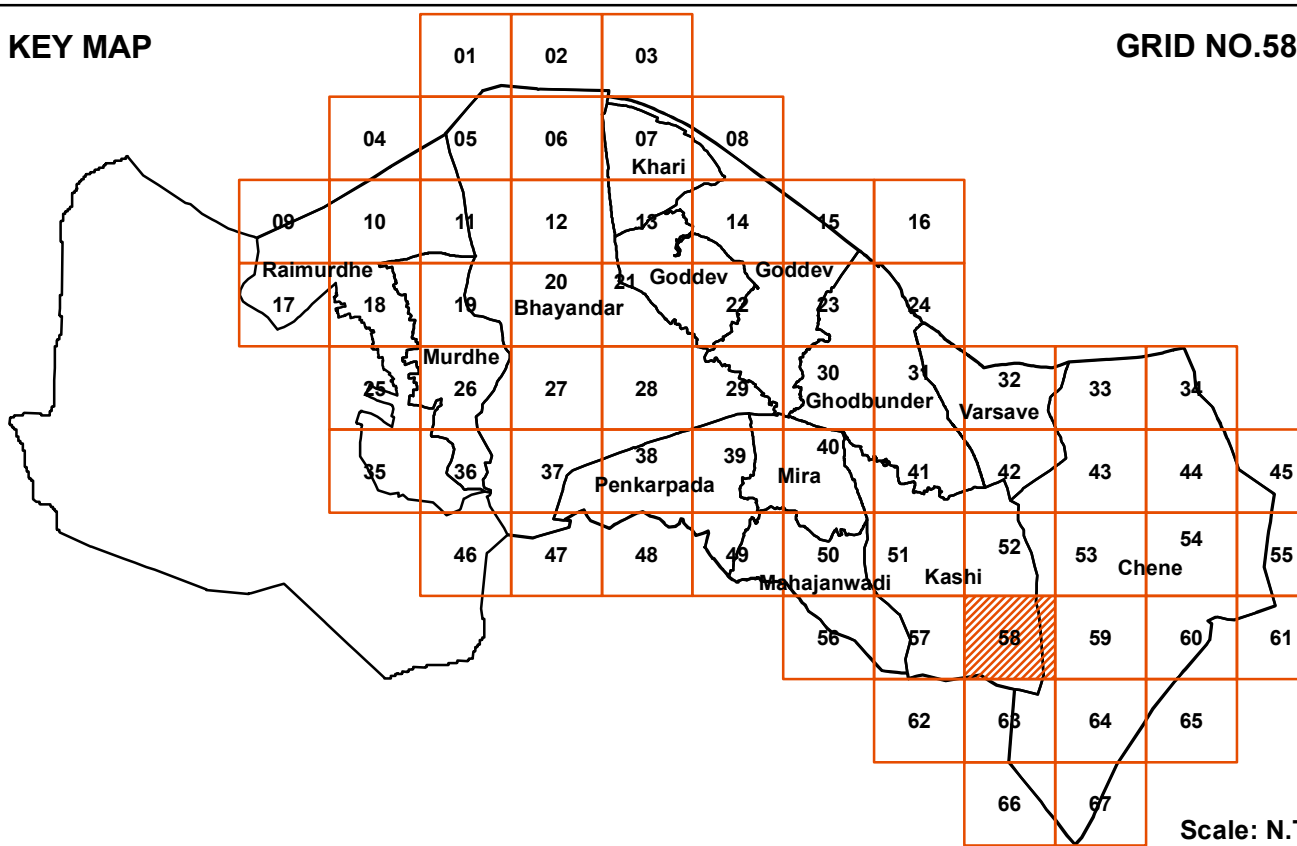 KEY MAP
GRID NO.58
01 02 03
04 05 06 07 08
Khari
09 10 11 12 13 14 15 16
Raimurdhe Goddev Goddev
17 18 19 20 21 22 23 24
Bhayandar
Murdhe
25 26 27 28 29 30 31 32 33 34
Ghodbunder Varsave
35 36 37 38 39 40 41 42 43 44 45
Penkarpada Mira
46 47 48 49 50 51 52 53 54 55
Mahajanwadi Kashi Chene
56 57 58 59 60 61
62 63 64 65
66 67
Scale: N.